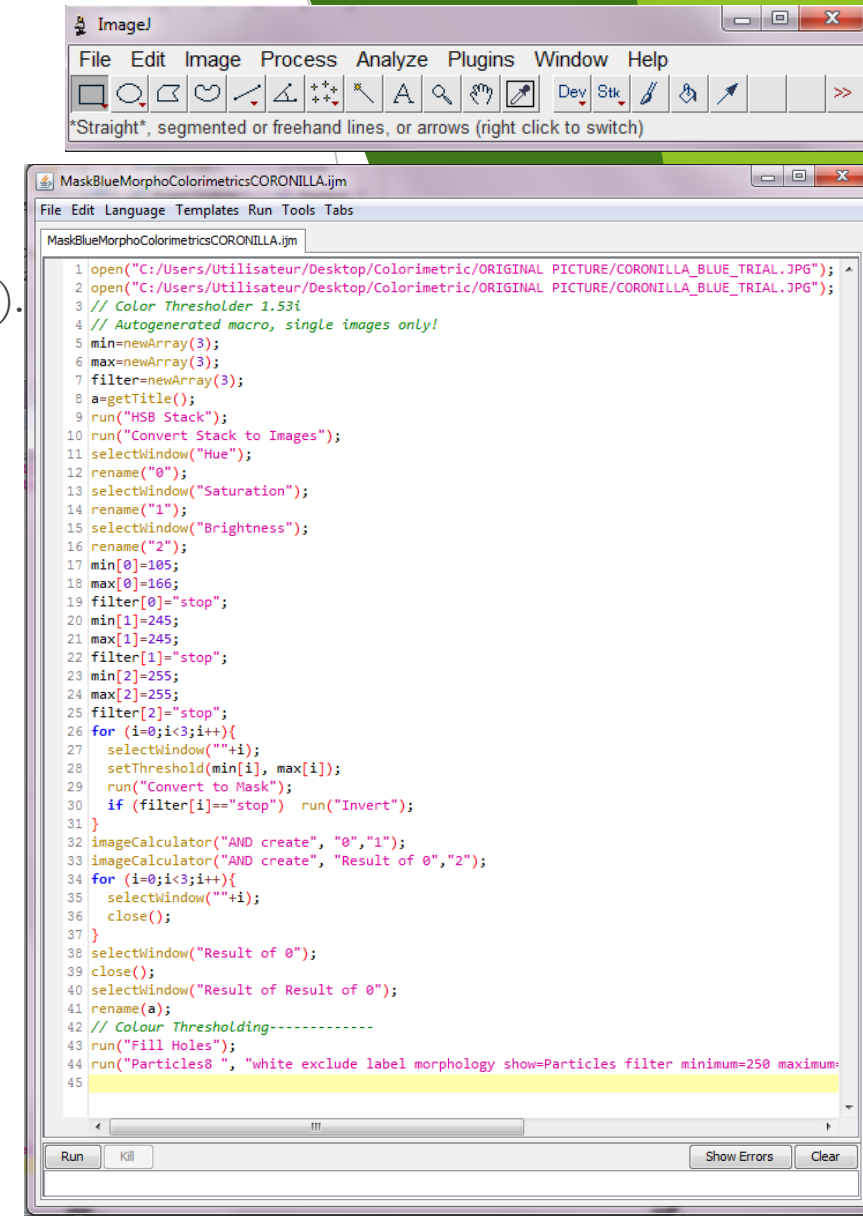 ImageJ
File Edit Image Process Analyze Plugins Window Help
A Dev Stk >>
*Straight*, segmented or freehand lines, or arrows (right click to switch)
).
MaskBlueMorphoColorimetricsCORONILLA.ijm
File Edit Language Templates Run Tools Tabs
MaskBlueMorphoColorimetricsCORONILLA.ijm
1 open("C:/Users/Utilisateur/Desktop/Colorimetric/ORIGINAL PICTURE/CORONILLA_BLUE_TRIAL.JPG");
2 open("C:/Users/Utilisateur/Desktop/Colorimetric/ORIGINAL PICTURE/CORONILLA_BLUE_TRIAL.JPG");
3 // Color Thresholder 1.53i
4 // Autogenerated macro, single images only!
5 min=newArray(3);
6 max=newArray(3);
7 filter=newArray(3);
8 a=getTitle();
9 run("HSB Stack");
10 run("Convert Stack to Images");
11 selectWindow("Hue");
12 rename("0");
13 selectWindow("Saturation");
14 rename("1");
15 selectWindow("Brightness");
16 rename("2");
17 min[0]=105;
18 max[0]=166;
19 filter[0]="stop";
20 min[1]=245;
21 max[1]=245;
22 filter[1]="stop";
23 min[2]=255;
24 max[2]=255;
25 filter[2]="stop";
26 for (i=0;i<3;i++){
27   selectWindow(""+i);
28   setThreshold(min[i], max[i]);
29   run("Convert to Mask");
30   if (filter[i]=="stop")  run("Invert");
31 }
32 imageCalculator("AND create", "0","1");
33 imageCalculator("AND create", "Result of 0","2");
34 for (i=0;i<3;i++){
35   selectWindow(""+i);
36   close();
37 }
38 selectWindow("Result of 0");
39 close();
40 selectWindow("Result of Result of 0");
41 rename(a);
42 // Colour Thresholding-------------
43 run("Fill Holes");
44 run("Particles8 ", "white exclude label morphology show=Particles filter minimum=250 maximum=
45
Run Kill Show Errors Clear